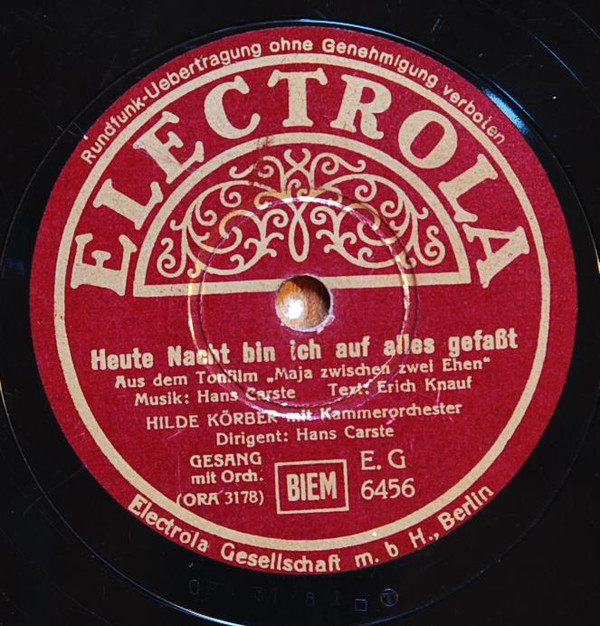 Rundfunk-Uebertragung ohne Genehmigung verboten
ELECTROLA
Heute Nacht bin ich auf alles gefaßt
Aus dem Tonfilm „Maja zwischen zwei Ehen“
Musik: Hans Carste Text: Erich Knauf
HILDE KÖRBER mit Kammerorchester
Dirigent: Hans Carste
GESANG
mit Orch.
(ORA 3178)
BIEM
E. G
6456
Electrola Gesellschaft m. b H., Berlin